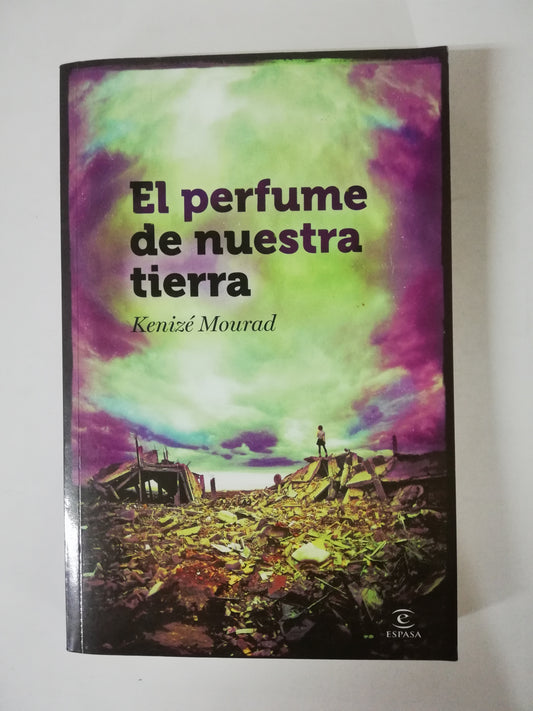 El perfume
de nuestra
tierra
Kenizé Mourad
e
ESPASA